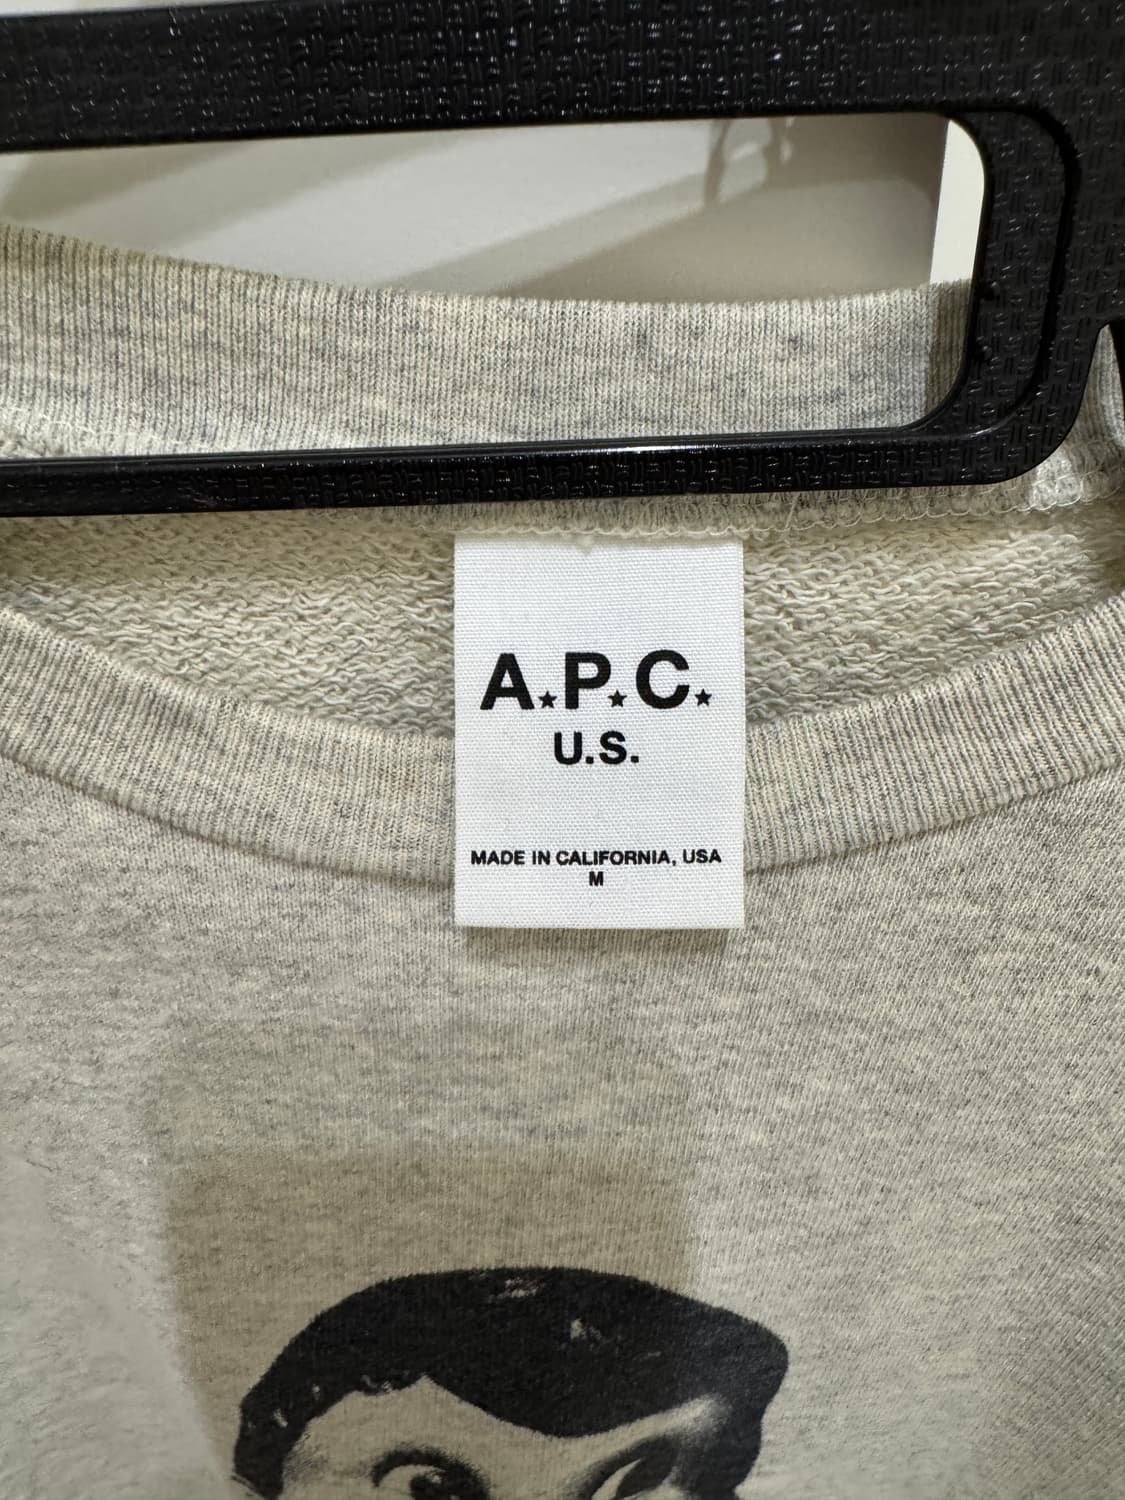 A★P★C★
U.S.
MADE IN CALIFORNIA, USA
M